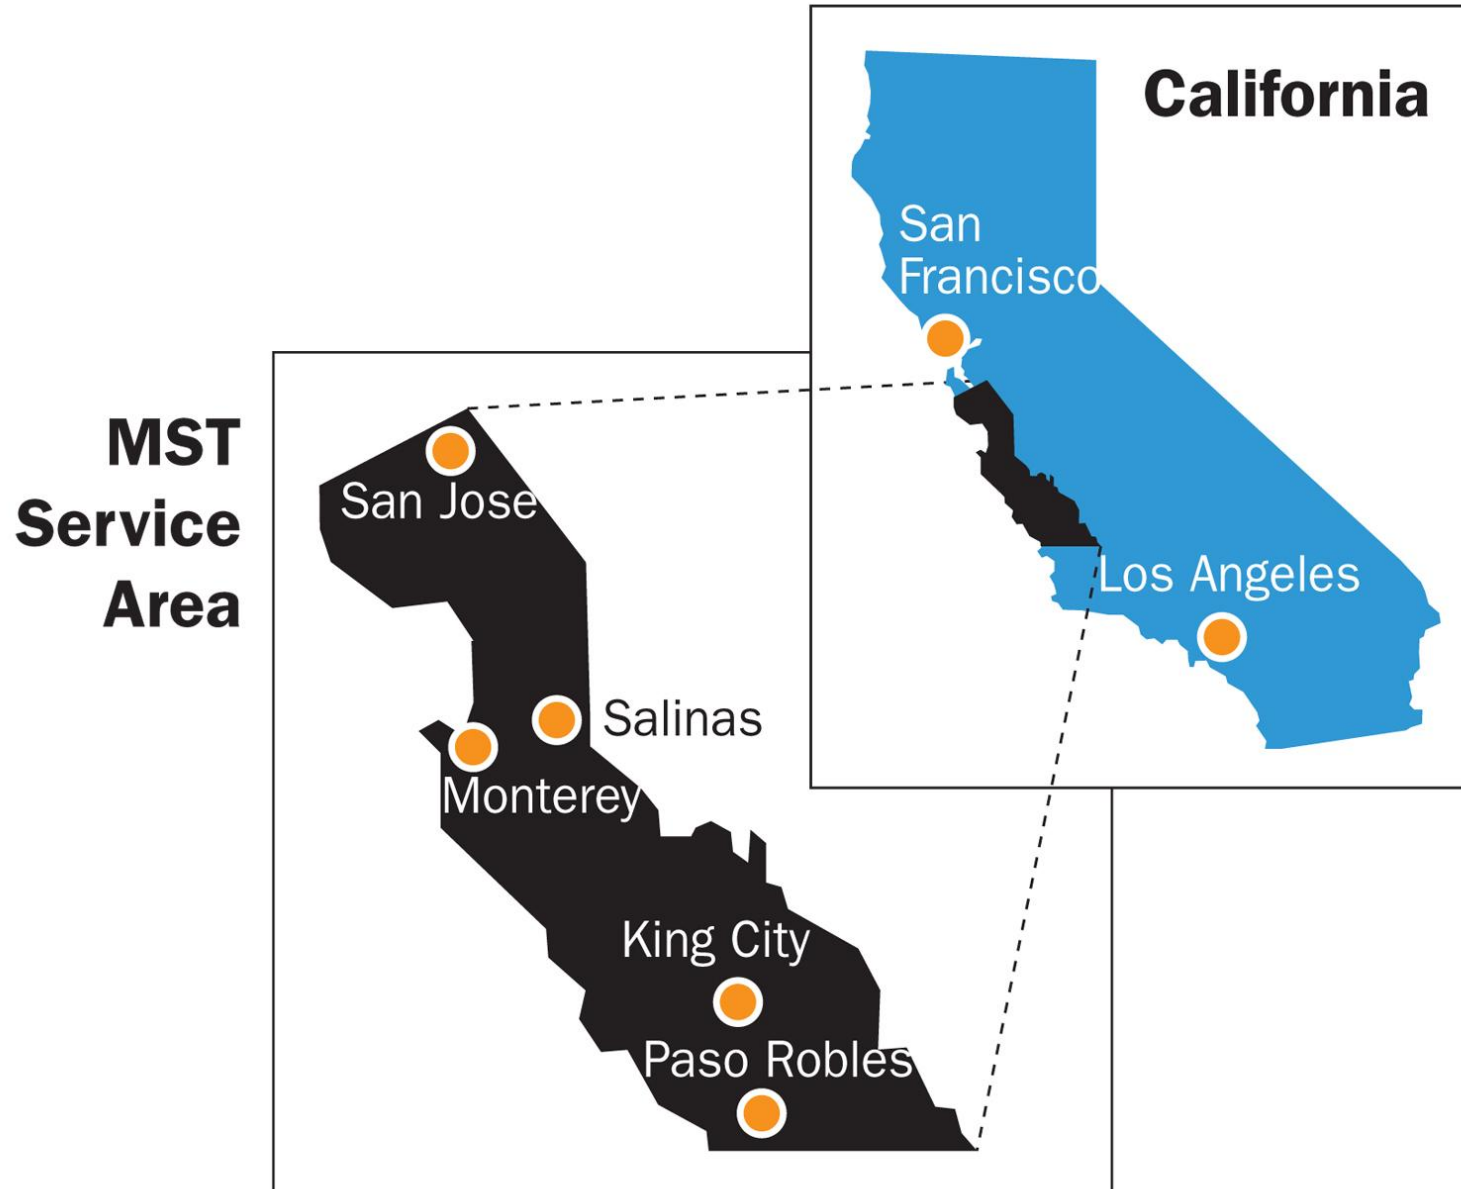 California
San
Francisco
Los Angeles
MST
Service
Area
San Jose
Salinas
Monterey
King City
Paso Robles